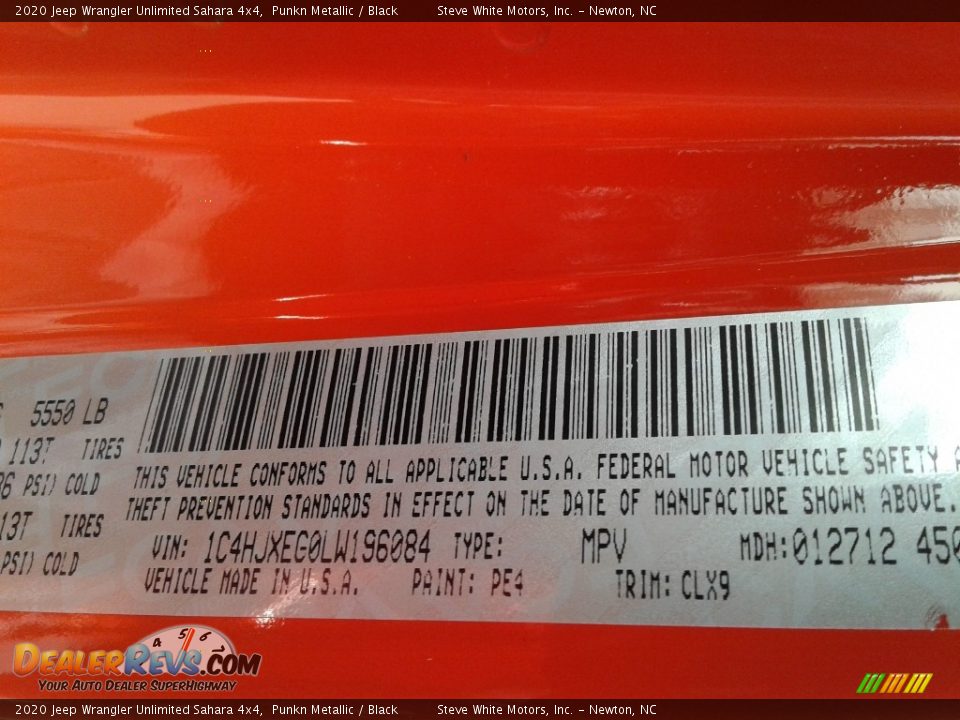 2020 Jeep Wrangler Unlimited Sahara 4x4, Punkn Metallic / Black Steve White Motors, Inc. - Newton, NC
5550 LB
113T TIRES
PSI) COLD
13T TIRES
PSI) COLD
THIS VEHICLE CONFORMS TO ALL APPLICABLE U.S.A. FEDERAL MOTOR VEHICLE SAFETY
THEFT PREVENTION STANDARDS IN EFFECT ON THE DATE OF MANUFACTURE SHOWN ABOVE.
VIN: 1C4HJXEG0LW196084 TYPE: MPV MDH: 012712 450
VEHICLE MADE IN U.S.A. PAINT: PE4 TRIM: CLX9
DEALERREVS.COM
YOUR AUTO DEALER SUPERHIGHWAY
4 5 6
2020 Jeep Wrangler Unlimited Sahara 4x4, Punkn Metallic / Black Steve White Motors, Inc. - Newton, NC